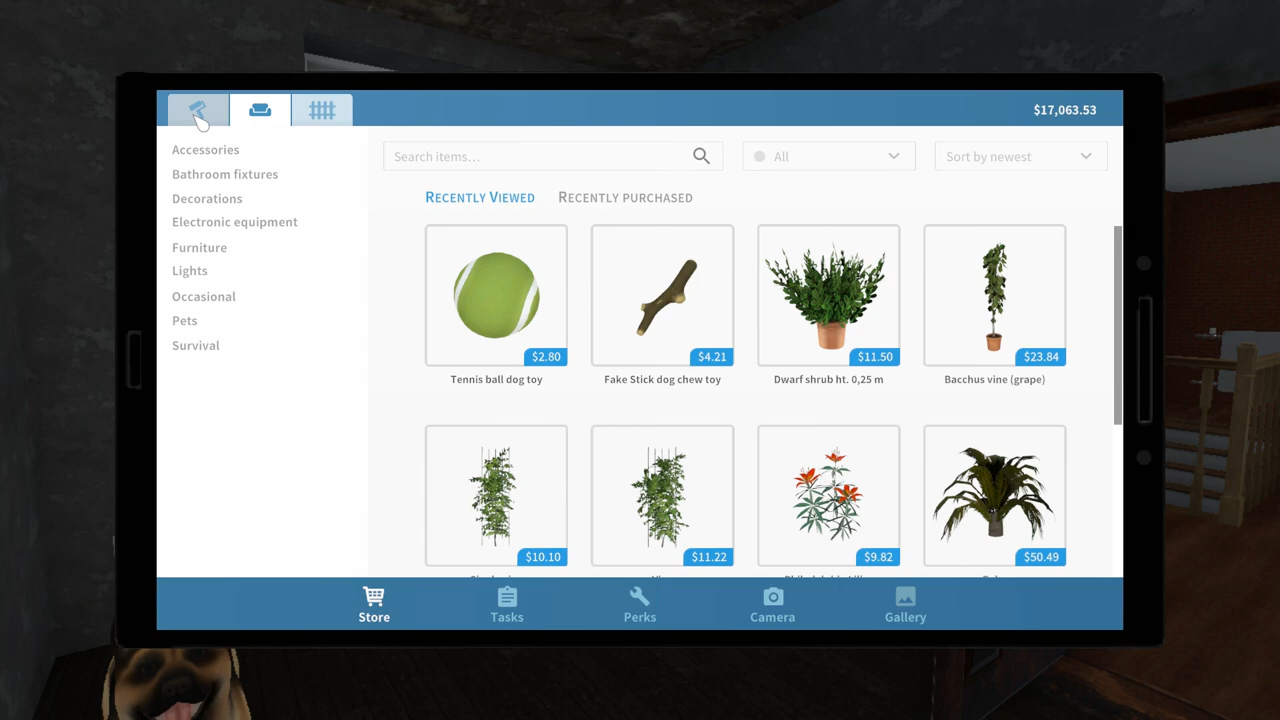 $17,063.53
Accessories
Bathroom fixtures
Decorations
Electronic equipment
Furniture
Lights
Occasional
Pets
Survival
Search items...
All
Sort by newest
RECENTLY VIEWED
RECENTLY PURCHASED
$2.80
$4.21
$11.50
$23.84
Tennis ball dog toy
Fake Stick dog chew toy
Dwarf shrub ht. 0,25 m
Bacchus vine (grape)
$10.10
$11.22
$9.82
$50.49
Store
Tasks
Perks
Camera
Gallery